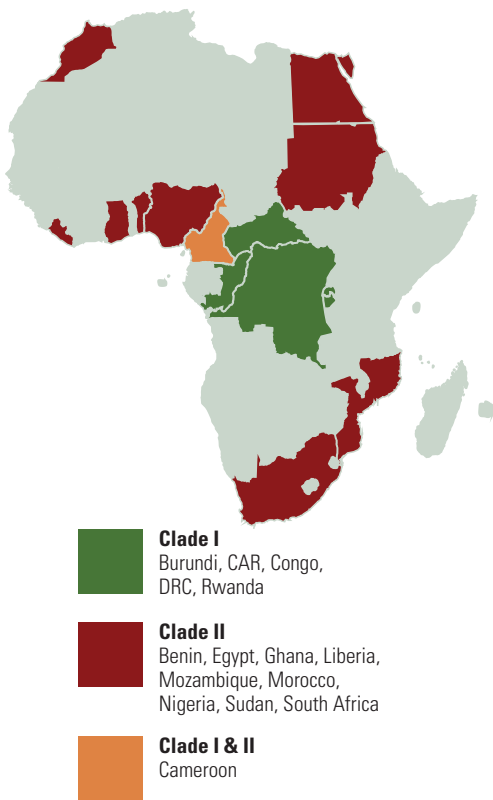 Clade I
Burundi, CAR, Congo,
DRC, Rwanda
Clade II
Benin, Egypt, Ghana, Liberia,
Mozambique, Morocco,
Nigeria, Sudan, South Africa
Clade I & II
Cameroon